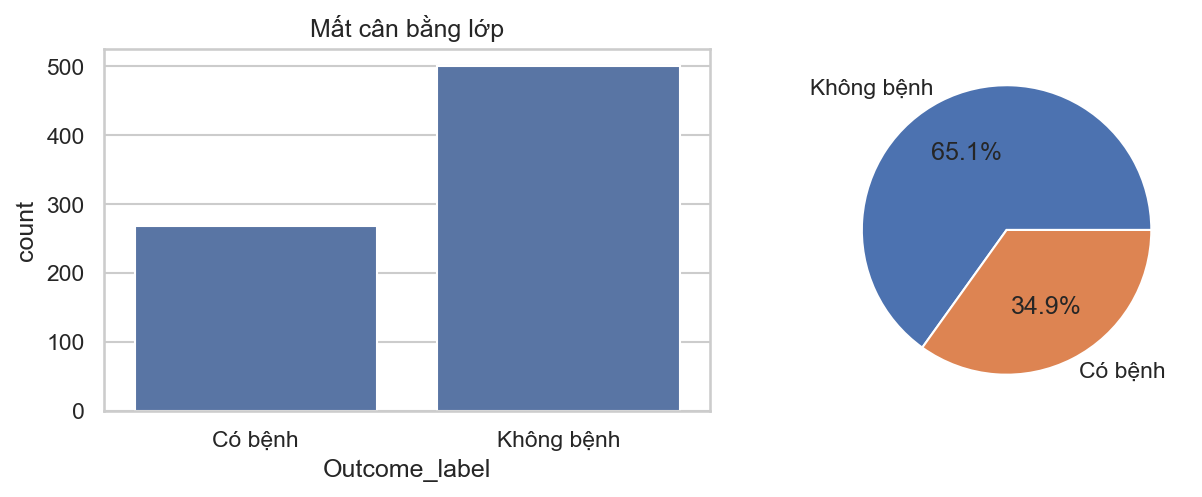 Mất cân bằng lớp
count
500
400
300
200
100
0
Có bệnh
Không bệnh
Outcome_label
Không bệnh
65.1%
34.9%
Có bệnh